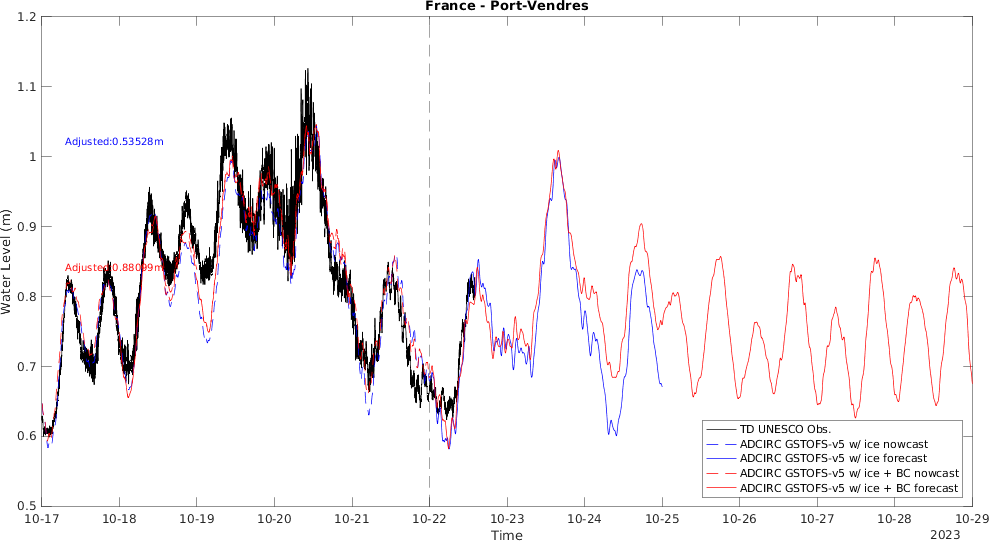 France - Port-Vendres
1.2
1.1
1
0.9
0.8
0.7
0.6
0.5
Water Level (m)
Adjusted:0.53528m
Adjusted:0.88099m
TD UNESCO Obs.
ADCIRC GSTOFS-v5 w/ ice nowcast
ADCIRC GSTOFS-v5 w/ ice forecast
ADCIRC GSTOFS-v5 w/ ice + BC nowcast
ADCIRC GSTOFS-v5 w/ ice + BC forecast
10-17 10-18 10-19 10-20 10-21 10-22 10-23 10-24 10-25 10-26 10-27 10-28 10-29
Time
2023